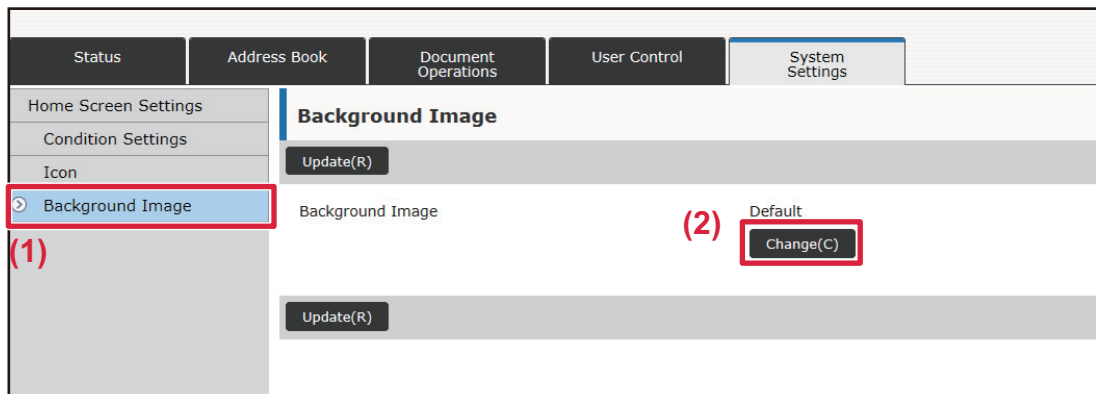 Status
Address Book
Document
Operations
User Control
System
Settings
Home Screen Settings
Condition Settings
Icon
Background Image
(1)
Background Image
Update(R)
Background Image
Default
(2)
Change(C)
Update(R)